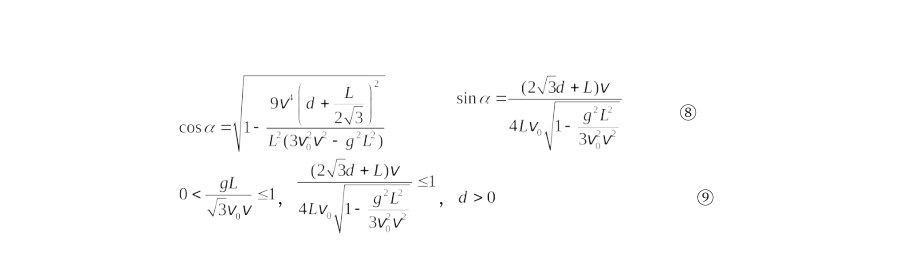 cos α = √(1 - 9v⁴(d + L/(2√3))² / (L²(3v₀²v² - g²L²))) sin α = (2√3d + L)v / (4Lv₀√(1 - g²L²/(3v₀²v²))) ⑧
0 < gL/(√3v₀v) ≤1, (2√3d + L)v / (4Lv₀√(1 - g²L²/(3v₀²v²))) ≤1, d > 0 ⑨